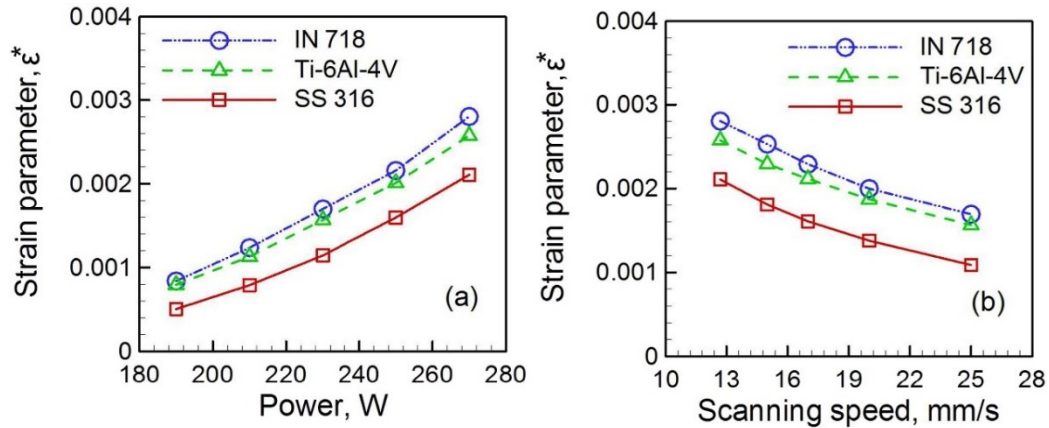 0.004
0.003
0.002
0.001
0
Strain parameter, ε*
IN 718
Ti-6Al-4V
SS 316
(a)
180 200 220 240 260 280
Power, W
0.004
0.003
0.002
0.001
0
Strain parameter, ε*
IN 718
Ti-6Al-4V
SS 316
(b)
10 13 16 19 22 25 28
Scanning speed, mm/s